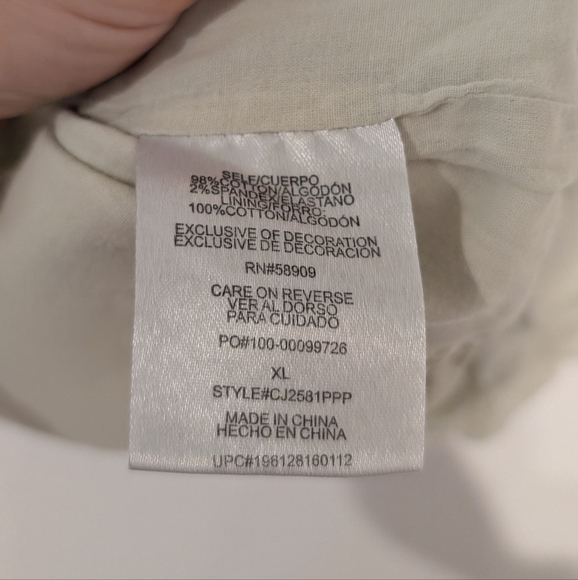 SELF/CUERPO
98%COTTON/ALGODÓN
2%SPANDEX/ELASTANO
LINING/FORRO:
100%COTTON/ALGODÓN
EXCLUSIVE OF DECORATION
EXCLUSIVE DE DECORACIÓN
RN#58909
CARE ON REVERSE
VER AL DORSO
PARA CUIDADO
PO#100-00099726
XL
STYLE#CJ2581PPP
MADE IN CHINA
HECHO EN CHINA
UPC#198128160112